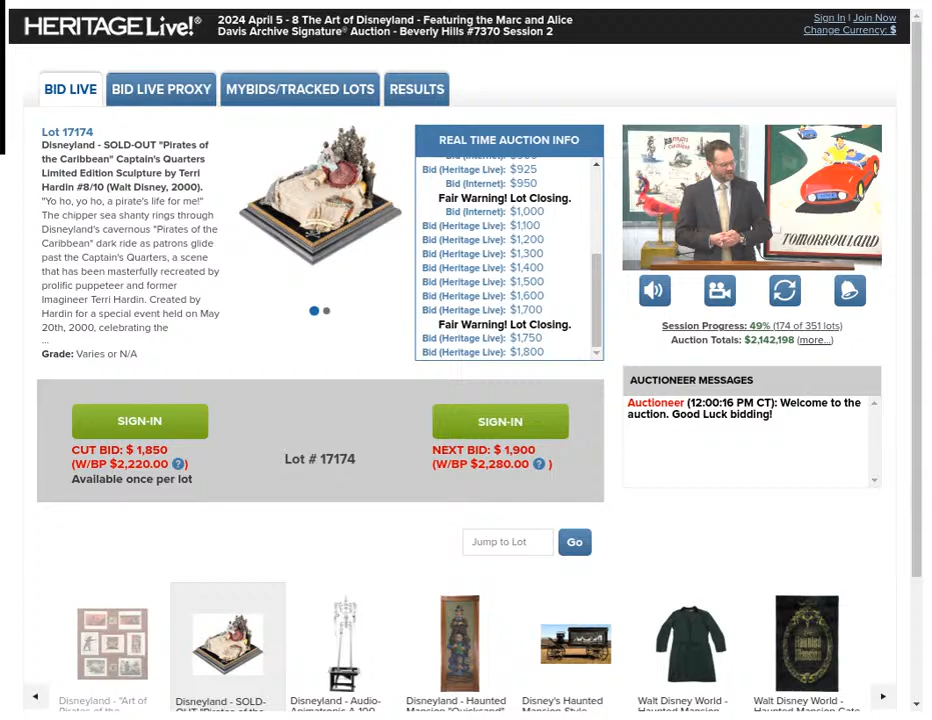 HERITAGE Live!®
2024 April 5 - 8 The Art of Disneyland - Featuring the Marc and Alice
Davis Archive Signature® Auction - Beverly Hills #7370 Session 2
Sign In | Join Now
Change Currency: $
BID LIVE
BID LIVE PROXY
MYBIDS/TRACKED LOTS
RESULTS
Lot 17174
Disneyland - SOLD-OUT "Pirates of
the Caribbean" Captain's Quarters
Limited Edition Sculpture by Terri
Hardin #8/10 (Walt Disney, 2000).
"Yo ho, yo ho, a pirate's life for me!"
The chipper sea shanty rings through
Disneyland's cavernous "Pirates of the
Caribbean" dark ride as patrons glide
past the Captain's Quarters, a scene
that has been masterfully recreated by
prolific puppeteer and former
Imagineer Terri Hardin. Created by
Hardin for a special event held on May
20th, 2000, celebrating the
...
Grade: Varies or N/A
REAL TIME AUCTION INFO
Bid (Heritage Live): $925
Bid (Internet): $950
Fair Warning! Lot Closing.
Bid (Internet): $1,000
Bid (Heritage Live): $1,100
Bid (Heritage Live): $1,200
Bid (Heritage Live): $1,300
Bid (Heritage Live): $1,400
Bid (Heritage Live): $1,500
Bid (Heritage Live): $1,600
Bid (Heritage Live): $1,700
Fair Warning! Lot Closing.
Bid (Heritage Live): $1,750
Bid (Heritage Live): $1,800
TOMORROWLAND
Session Progress: 49% (174 of 351 lots)
Auction Totals: $2,142,198 (more...)
AUCTIONEER MESSAGES
Auctioneer (12:00:16 PM CT): Welcome to the
auction. Good Luck bidding!
SIGN-IN
CUT BID: $ 1,850
(W/BP $2,220.00 ?)
Available once per lot
Lot # 17174
SIGN-IN
NEXT BID: $ 1,900
(W/BP $2,280.00 ? )
Jump to Lot
Go
Disneyland - "Art of
Disneyland - SOLD-
Disneyland - Audio-
Disneyland - Haunted
Disney's Haunted
Walt Disney World -
Walt Disney World -